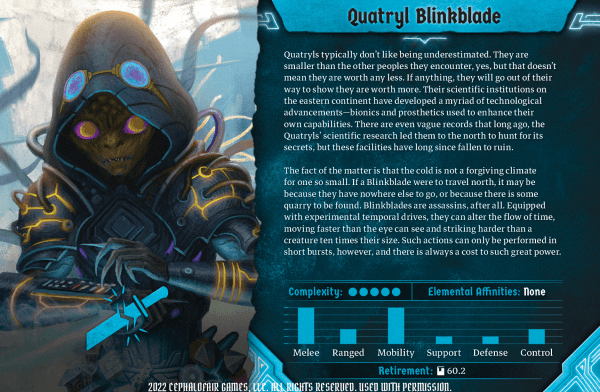 Quatryl Blinkblade
Quatryls typically don't like being underestimated. They are
smaller than the other peoples they encounter, yes, but that doesn't
mean they are worth any less. If anything, they will go out of their
way to show they are worth more. Their scientific institutions on
the eastern continent have developed a myriad of technological
advancements—bionics and prosthetics used to enhance their
own capabilities. There are even vague records that long ago, the
Quatryls' scientific research led them to the north to hunt for its
secrets, but these facilities have long since fallen to ruin.
The fact of the matter is that the cold is not a forgiving climate
for one so small. If a Blinkblade were to travel north, it may be
because they have nowhere else to go, or because there is some
quarry to be found. Blinkblades are assassins, after all. Equipped
with experimental temporal drives, they can alter the flow of time,
moving faster than the eye can see and striking harder than a
creature ten times their size. Such actions can only be performed in
short bursts, however, and there is always a cost to such great power.
Complexity: Elemental Affinities: None
Melee Ranged Mobility Support Defense Control
Retirement: 60.2
2022 CEPHALOFAIR GAMES, LLC. ALL RIGHTS RESERVED. USED WITH PERMISSION.